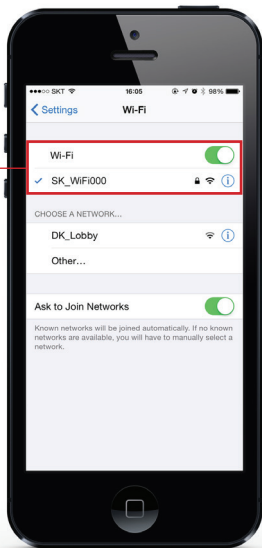 SKT 16:05 98%
Settings Wi-Fi
Wi-Fi
SK_WiFi000
CHOOSE A NETWORK...
DK_Lobby
Other...
Ask to Join Networks
Known networks will be joined automatically. If no known
networks are available, you will have to manually select a
network.